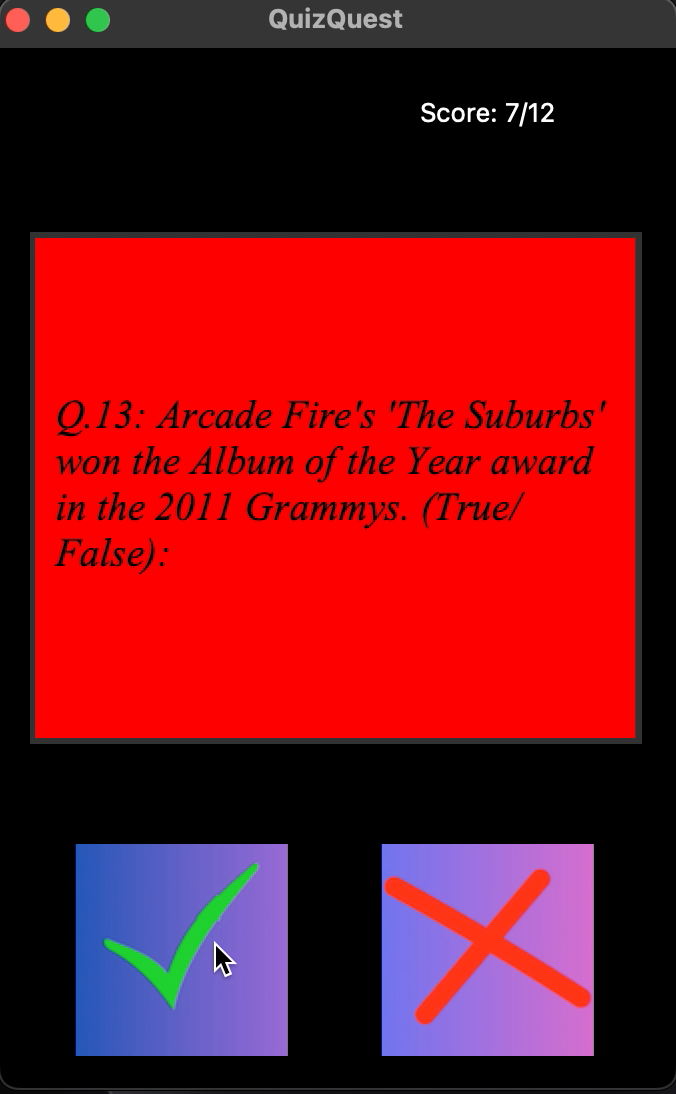 QuizQuest
Score: 7/12
Q.13: Arcade Fire's 'The Suburbs'
won the Album of the Year award
in the 2011 Grammys. (True/
False):